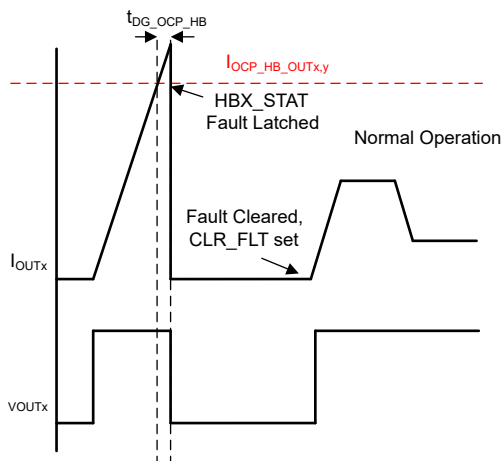 tDG_OCP_HB
IOCP_HB_OUTx,y
HBX_STAT
Fault Latched
Normal Operation
Fault Cleared,
CLR_FLT set
IOUTx
VOUTx